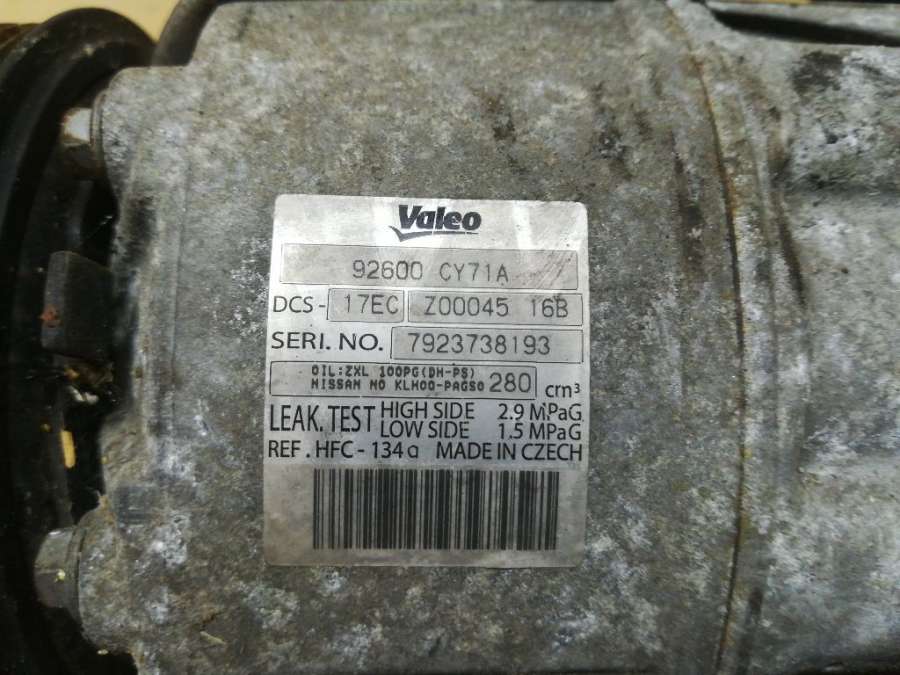 Valeo
92600 CY71A
DCS - 17EC Z00045 16B
SERI. NO. 7923738193
OIL:ZXL 100PG(DH-PS)
NISSAN NO KLH00-PAGS0 280 cm³
LEAK. TEST HIGH SIDE 2.9 MPaG
LOW SIDE 1.5 MPaG
REF. HFC - 134a MADE IN CZECH